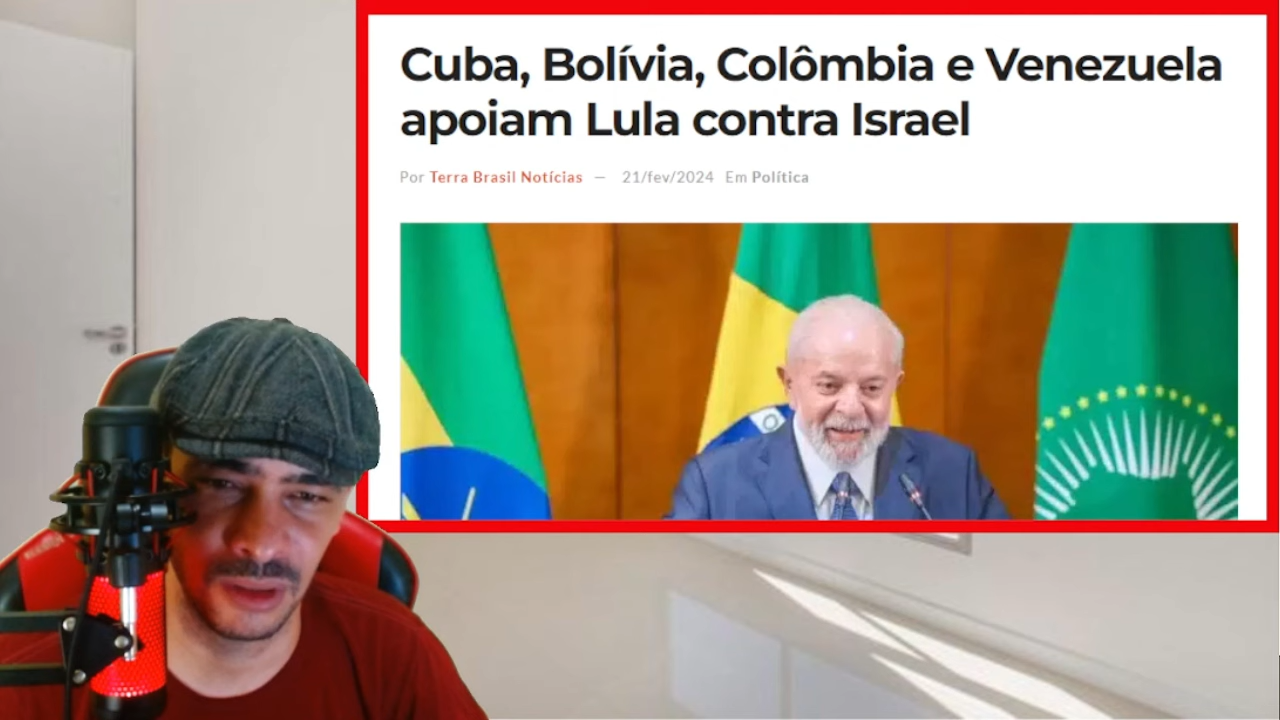 Cuba, Bolívia, Colômbia e Venezuela
apoiam Lula contra Israel
Por Terra Brasil Notícias — 21/fev/2024 Em Política